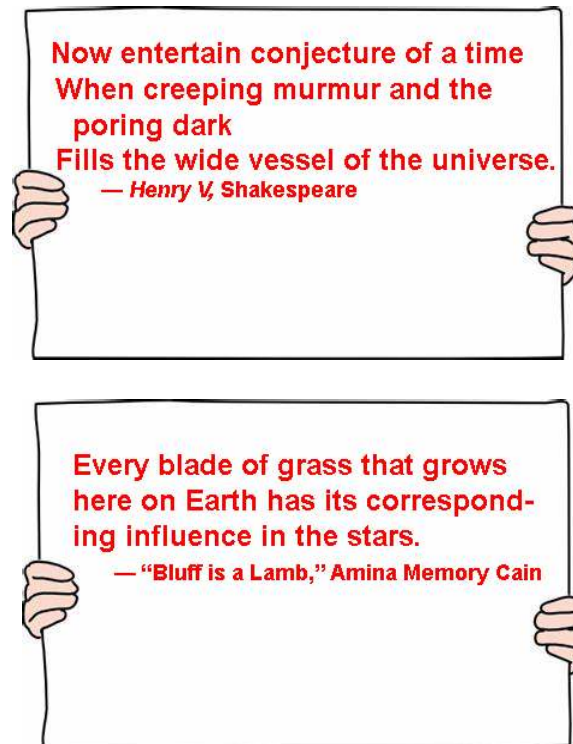 Now entertain conjecture of a time
When creeping murmur and the
poring dark
Fills the wide vessel of the universe.
— Henry V, Shakespeare
Every blade of grass that grows
here on Earth has its correspond-
ing influence in the stars.
— “Bluff is a Lamb,” Amina Memory Cain